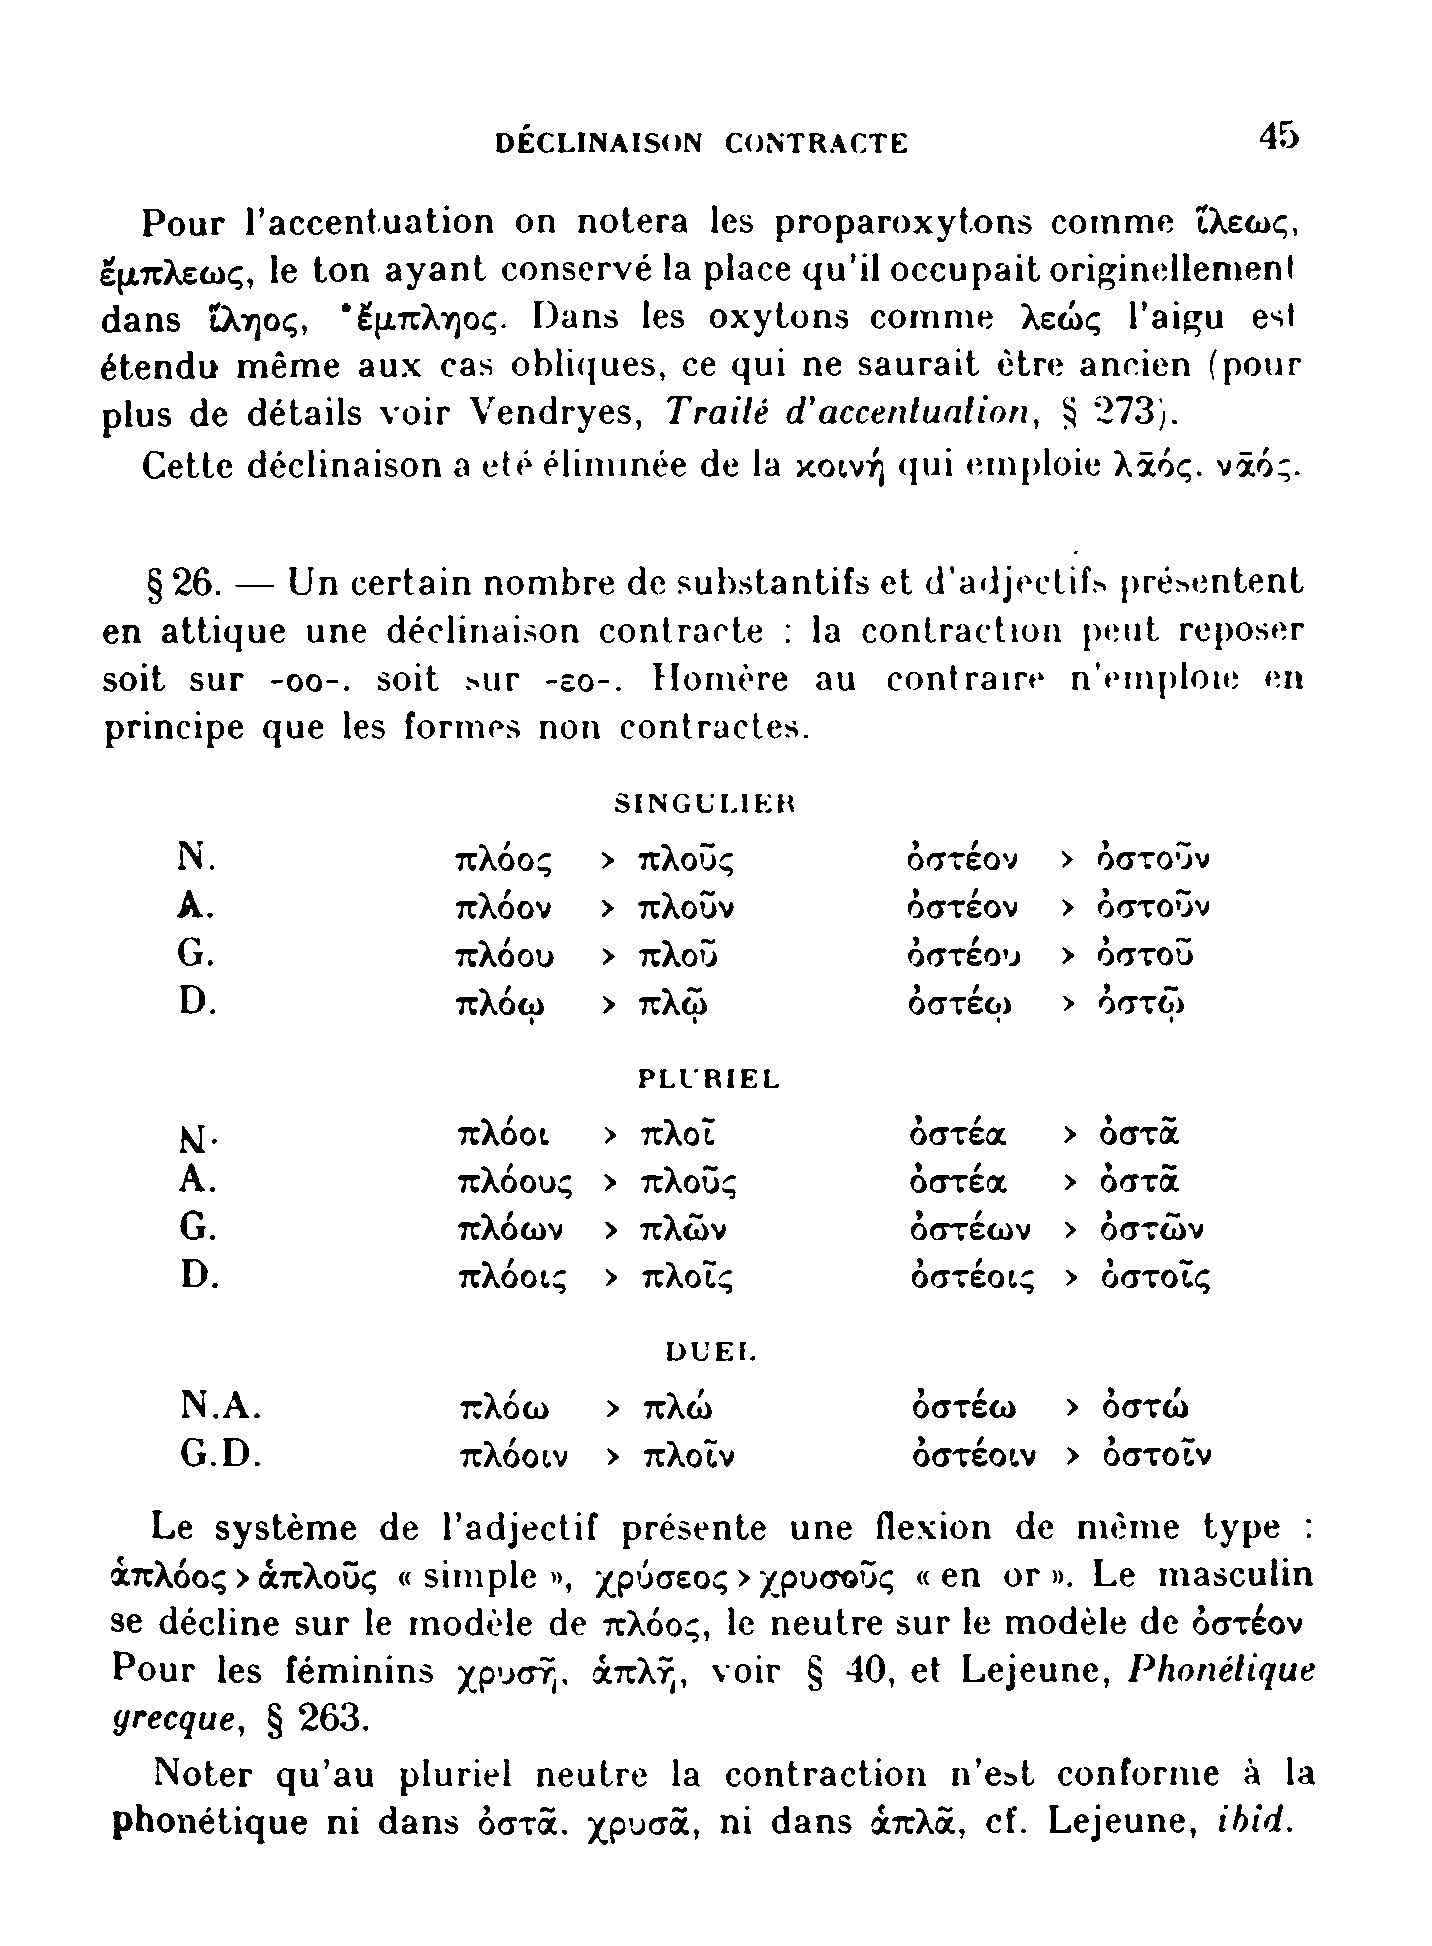 DÉCLINAISON CONTRACTE 45
Pour l'accentuation on notera les proparoxytons comme ἵλεως,
ἔμπλεως, le ton ayant conservé la place qu'il occupait originellement
dans ἵληος, *ἔμπληος. Dans les oxytons comme λεώς l'aigu est
étendu même aux cas obliques, ce qui ne saurait être ancien (pour
plus de détails voir Vendryes, Traité d'accentuation, § 273).
Cette déclinaison a été éliminée de la κοινή qui emploie λᾱός, νᾱός.
§ 26. — Un certain nombre de substantifs et d'adjectifs présentent
en attique une déclinaison contracte : la contraction peut reposer
soit sur -οο-, soit sur -εο-. Homère au contraire n'emploie en
principe que les formes non contractes.
SINGULIER
N. πλόος > πλοῦς ὀστέον > ὀστοῦν
A. πλόον > πλοῦν ὀστέον > ὀστοῦν
G. πλόου > πλοῦ ὀστέου > ὀστοῦ
D. πλόῳ > πλῷ ὀστέῳ > ὀστῷ
PLURIEL
N. πλόοι > πλοῖ ὀστέα > ὀστᾶ
A. πλόους > πλοῦς ὀστέα > ὀστᾶ
G. πλόων > πλῶν ὀστέων > ὀστῶν
D. πλόοις > πλοῖς ὀστέοις > ὀστοῖς
DUEL
N.A. πλόω > πλώ ὀστέω > ὀστώ
G.D. πλόοιν > πλοῖν ὀστέοιν > ὀστοῖν
Le système de l'adjectif présente une flexion de même type :
ἁπλόος > ἁπλοῦς « simple », χρύσεος > χρυσοῦς « en or ». Le masculin
se décline sur le modèle de πλόος, le neutre sur le modèle de ὀστέον
Pour les féminins χρυσῆ, ἁπλῆ, voir § 40, et Lejeune, Phonétique
grecque, § 263.
Noter qu'au pluriel neutre la contraction n'est conforme à la
phonétique ni dans ὀστᾶ, χρυσᾶ, ni dans ἁπλᾶ, cf. Lejeune, ibid.